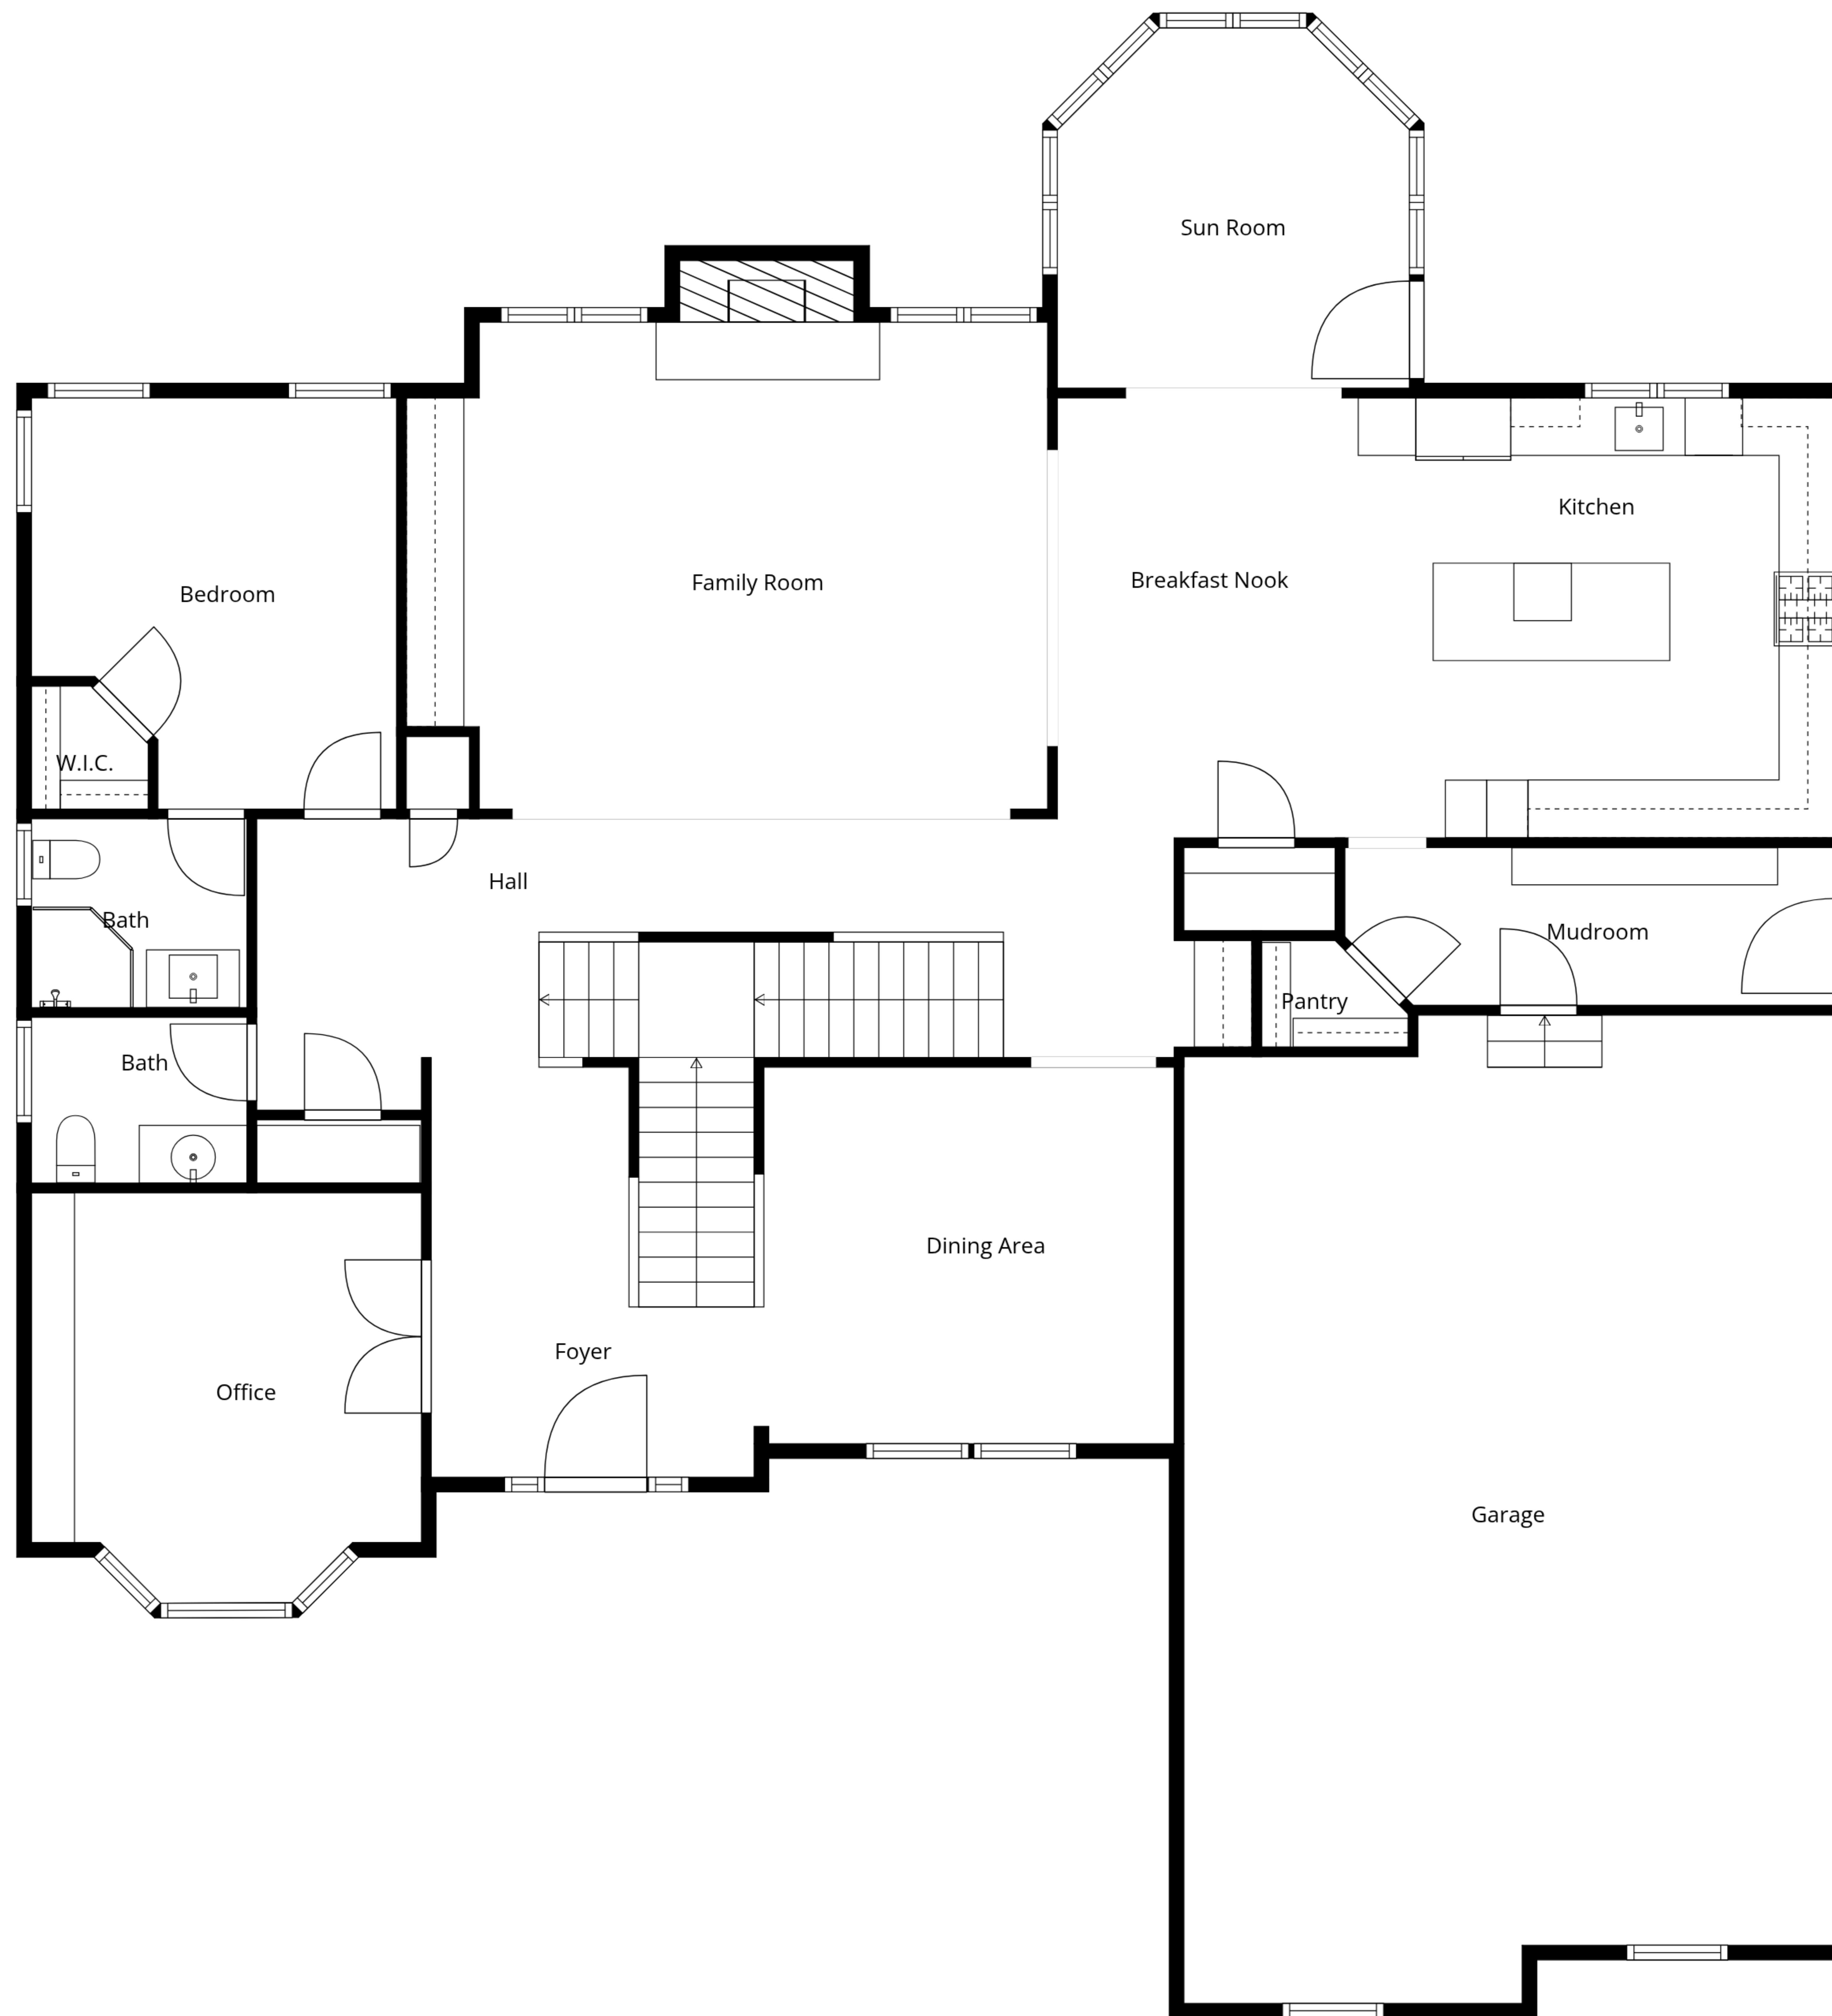 Sun Room
Kitchen
Breakfast Nook
Family Room
Bedroom
W.I.C.
Hall
Bath
Mudroom
Pantry
Bath
Dining Area
Foyer
Office
Garage